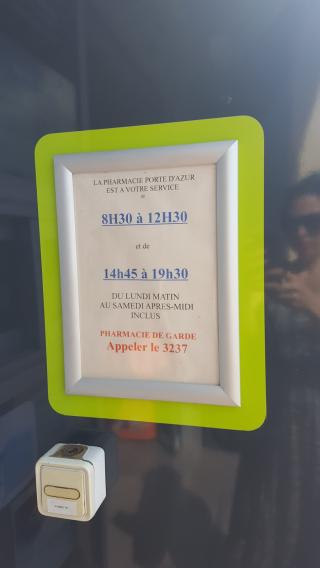 LA PHARMACIE PORTE D'AZUR
EST A VOTRE SERVICE
8H30 à 12H30
et de
14h45 à 19h30
DU LUNDI MATIN
AU SAMEDI APRES-MIDI
INCLUS
PHARMACIE DE GARDE
Appeler le 3237